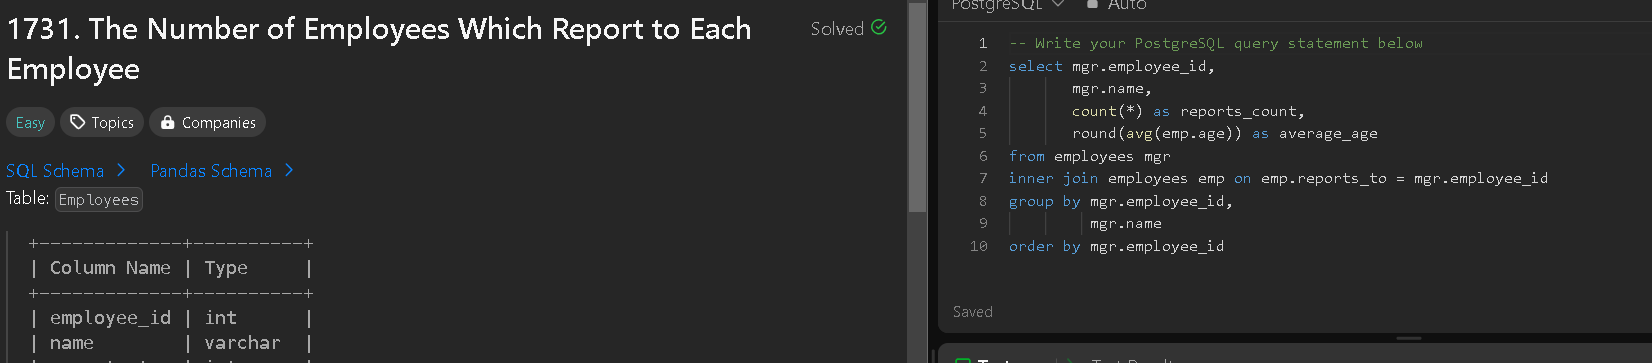 1731. The Number of Employees Which Report to Each
Employee
Solved
Easy
Topics
Companies
SQL Schema
Pandas Schema
Table: Employees
+-------------+----------+
| Column Name | Type     |
+-------------+----------+
| employee_id | int      |
| name        | varchar  |
PostgreSQL
Auto
1 -- Write your PostgreSQL query statement below
2 select mgr.employee_id,
3        mgr.name,
4        count(*) as reports_count,
5        round(avg(emp.age)) as average_age
6 from employees mgr
7 inner join employees emp on emp.reports_to = mgr.employee_id
8 group by mgr.employee_id,
9          mgr.name
10 order by mgr.employee_id
Saved